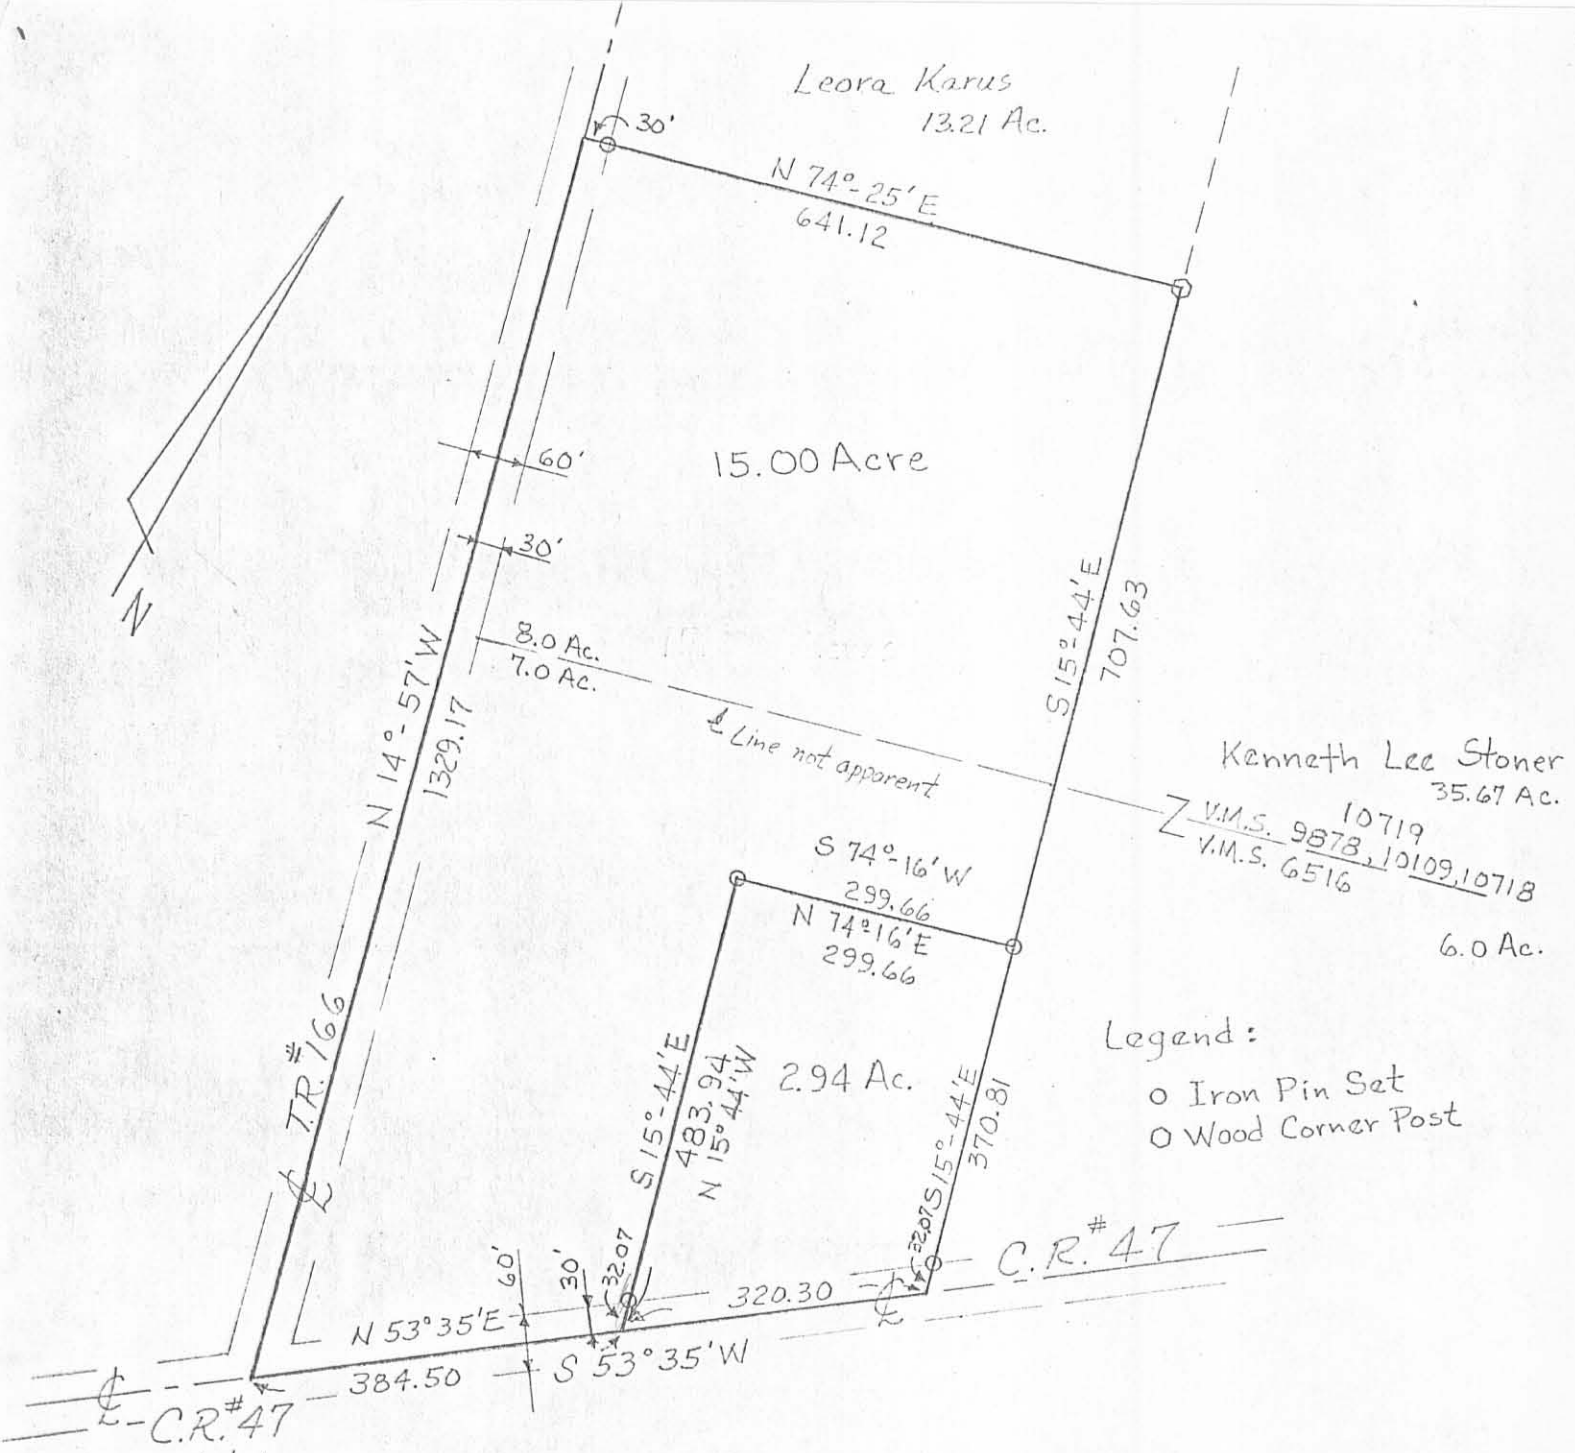 Leora Karus
13.21 Ac.
30'
N 74°-25'E
641.12
60'
15.00 Acre
30'
8.0 Ac.
7.0 Ac.
N 14°-57'W
1329.17
S 15°-44'E
707.63
℄ Line not apparent
Kenneth Lee Stoner
35.67 Ac.
10719
V.M.S. 9878, 10109, 10718
V.M.S. 6516
6.0 Ac.
N
S 74°-16'W
299.66
N 74°-16'E
299.66
T.R.#166
℄
S 15°-44'E
483.94
N 15°44'W
2.94 Ac.
S 15°-44'E
370.81
Legend:
o Iron Pin Set
O Wood Corner Post
60'
30'
32.07
32.07
C.R.#47
N 53°35'E
320.30
℄
384.50
S 53°35'W
℄
C.R.#47